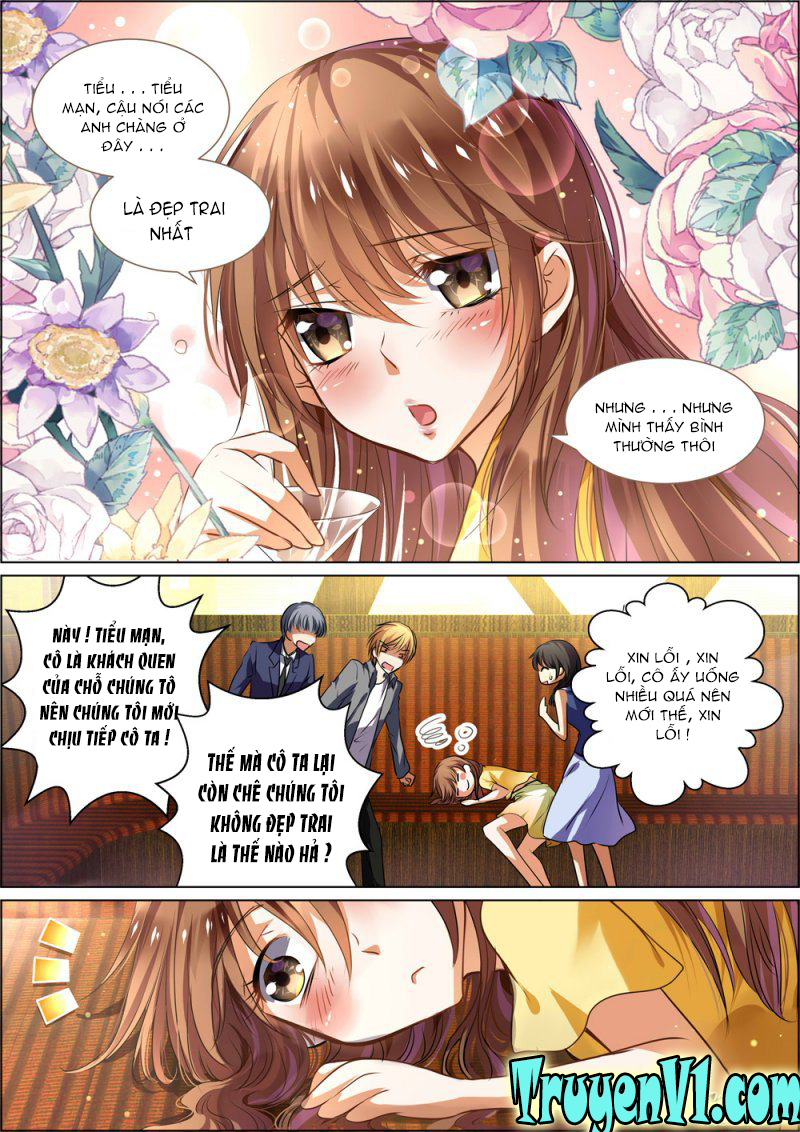 TIỂU . . . TIỂU
MẠN, CẬU NÓI CÁC
ANH CHÀNG Ở
ĐÂY . . .
LÀ ĐẸP TRAI
NHẤT
NHƯNG . . . NHƯNG
MÌNH THẤY BÌNH
THƯỜNG THÔI
NÀY ! TIỂU MẠN,
CÔ LÀ KHÁCH QUEN
CỦA CHỖ CHÚNG TÔ
NÊN CHÚNG TÔI MỚI
CHỊU TIẾP CÔ TA !
THẾ MÀ CÔ TA LẠI
CÒN CHÊ CHÚNG TÔI
KHÔNG ĐẸP TRAI
LÀ THẾ NÀO HẢ ?
XIN LỖI , XIN
LỖI, CÔ ẤY UỐNG
NHIỀU QUÁ NÊN
MỚI THẾ, XIN
LỖI !
TruyenV1.com